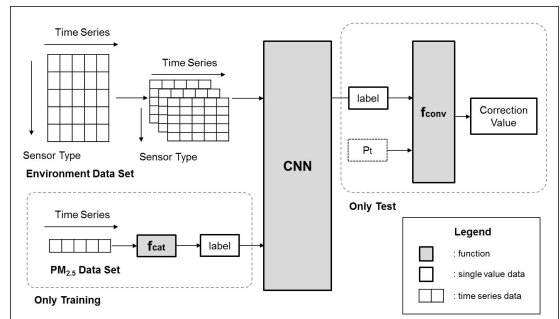 Time Series
Sensor Type
Environment Data Set
Time Series
Sensor Type
Time Series
PM2.5 Data Set
fcat
label
Only Training
CNN
label
Pt
fconv
Correction
Value
Only Test
Legend
: function
: single value data
: time series data